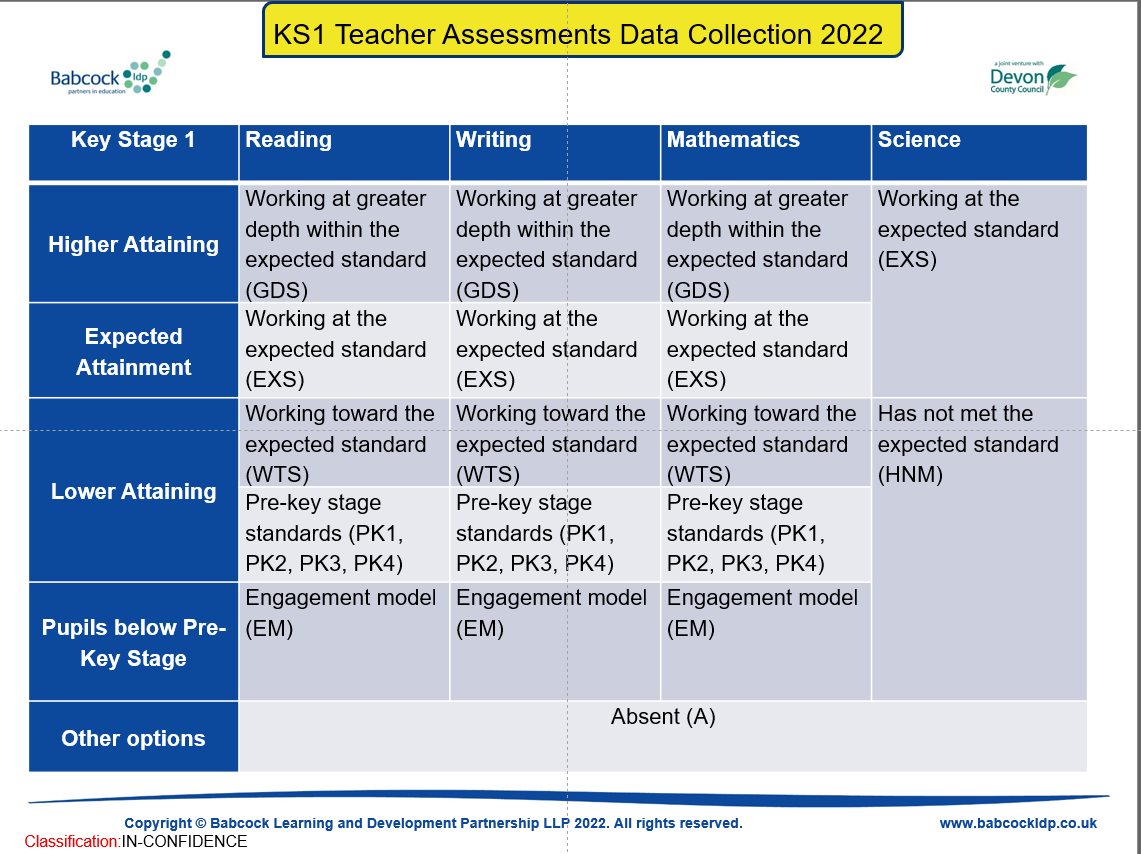 KS1 Teacher Assessments Data Collection 2022
Babcock ldp
partners in education
a joint venture with
Devon
County Council
Key Stage 1
Reading
Writing
Mathematics
Science
Higher Attaining
Working at greater
depth within the
expected standard
(GDS)
Working at greater
depth within the
expected standard
(GDS)
Working at greater
depth within the
expected standard
(GDS)
Working at the
expected standard
(EXS)
Expected
Attainment
Working at the
expected standard
(EXS)
Working at the
expected standard
(EXS)
Working at the
expected standard
(EXS)
Lower Attaining
Working toward the
expected standard
(WTS)
Working toward the
expected standard
(WTS)
Working toward the
expected standard
(WTS)
Has not met the
expected standard
(HNM)
Pre-key stage
standards (PK1,
PK2, PK3, PK4)
Pre-key stage
standards (PK1,
PK2, PK3, PK4)
Pre-key stage
standards (PK1,
PK2, PK3, PK4)
Pupils below Pre-
Key Stage
Engagement model
(EM)
Engagement model
(EM)
Engagement model
(EM)
Other options
Absent (A)
Copyright © Babcock Learning and Development Partnership LLP 2022. All rights reserved.
www.babcockldp.co.uk
Classification:IN-CONFIDENCE